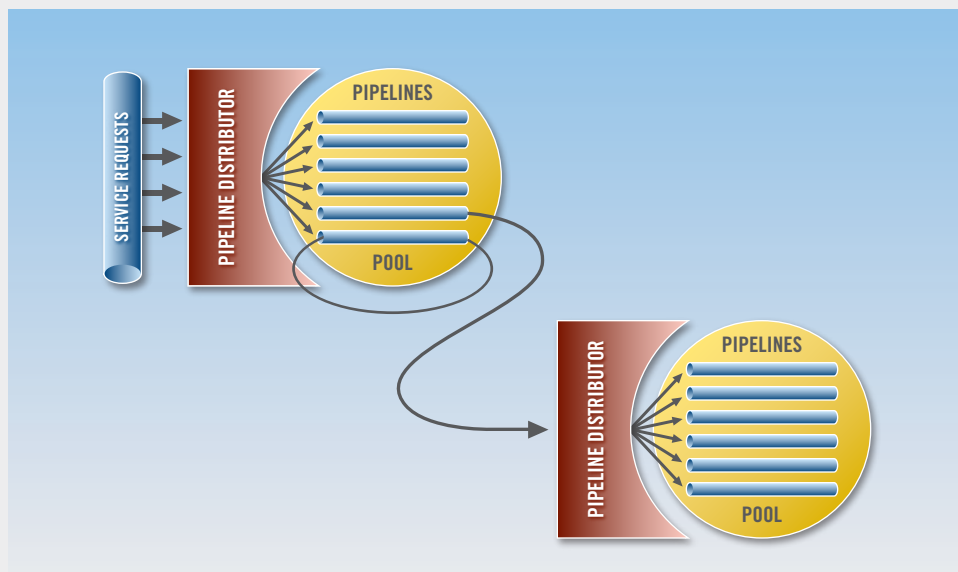 SERVICE REQUESTS
PIPELINE DISTRIBUTOR
PIPELINES
POOL
PIPELINE DISTRIBUTOR
PIPELINES
POOL